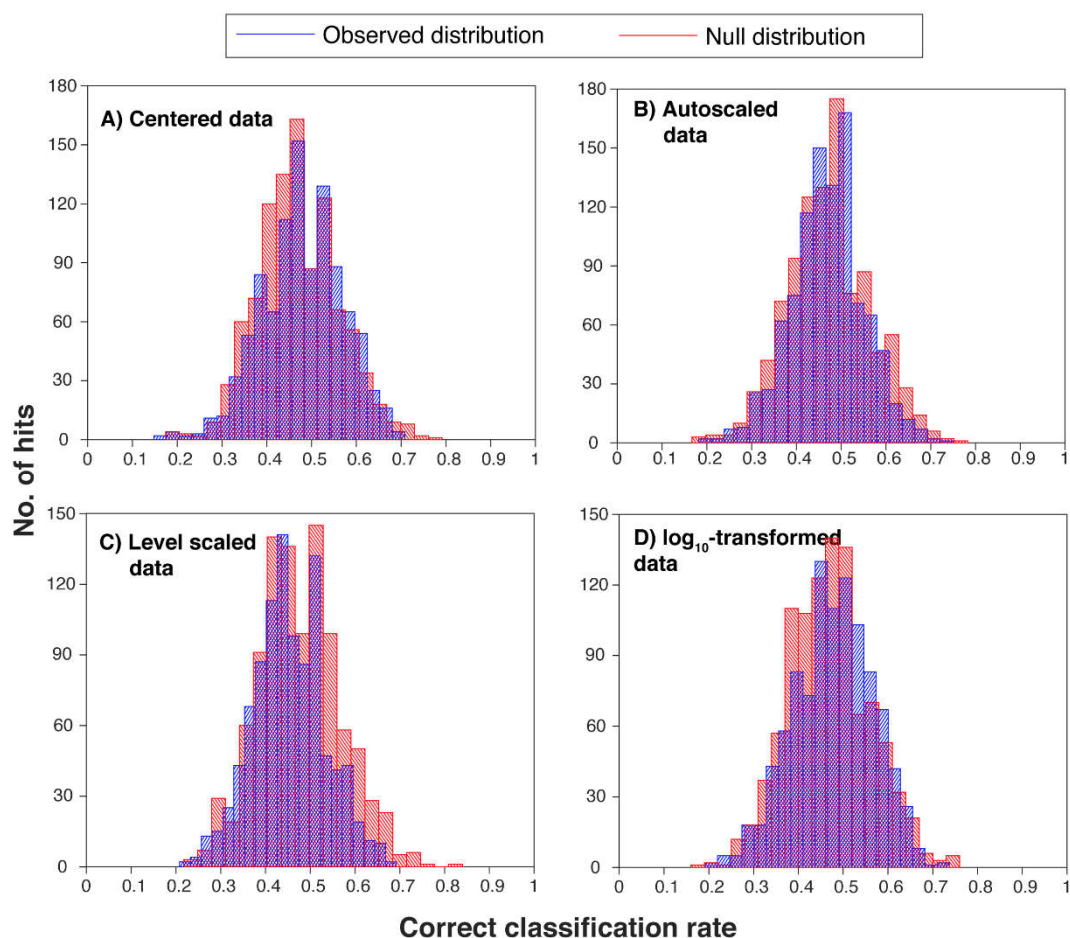 Observed distribution Null distribution
A) Centered data
180
150
120
90
60
30
0
0 0.1 0.2 0.3 0.4 0.5 0.6 0.7 0.8 0.9 1
B) Autoscaled
data
180
150
120
90
60
30
0
0 0.1 0.2 0.3 0.4 0.5 0.6 0.7 0.8 0.9 1
No. of hits
C) Level scaled
data
150
120
90
60
30
0
0 0.1 0.2 0.3 0.4 0.5 0.6 0.7 0.8 0.9 1
D) log₁₀-transformed
data
150
120
90
60
30
0
0 0.1 0.2 0.3 0.4 0.5 0.6 0.7 0.8 0.9 1
Correct classification rate